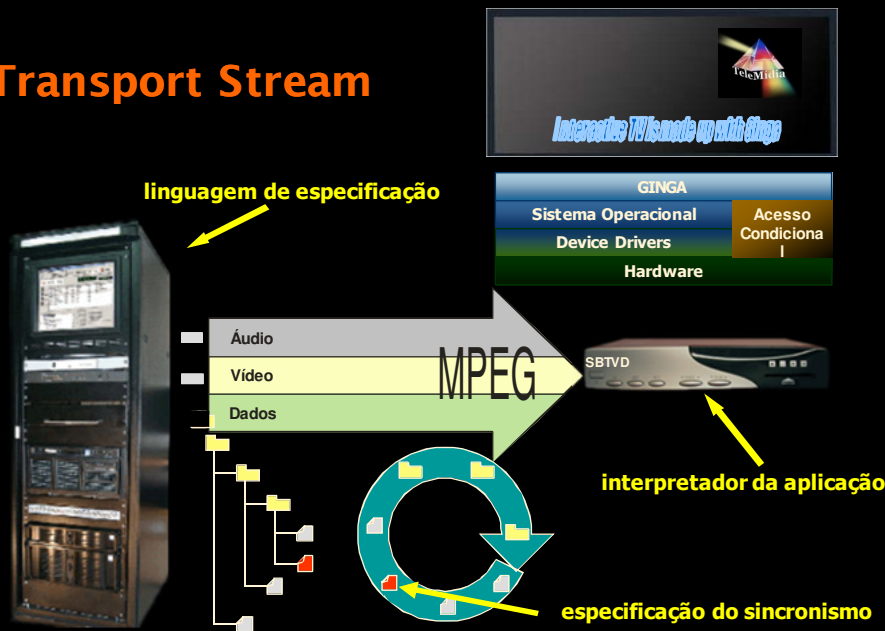 Transport Stream
TeleMídia
Interactive TV is made up with Ginga
linguagem de especificação
GINGA
Sistema Operacional
Device Drivers
Hardware
Acesso
Condiciona
l
Áudio
Vídeo
Dados
MPEG
SBTVD
interpretador da aplicação
especificação do sincronismo